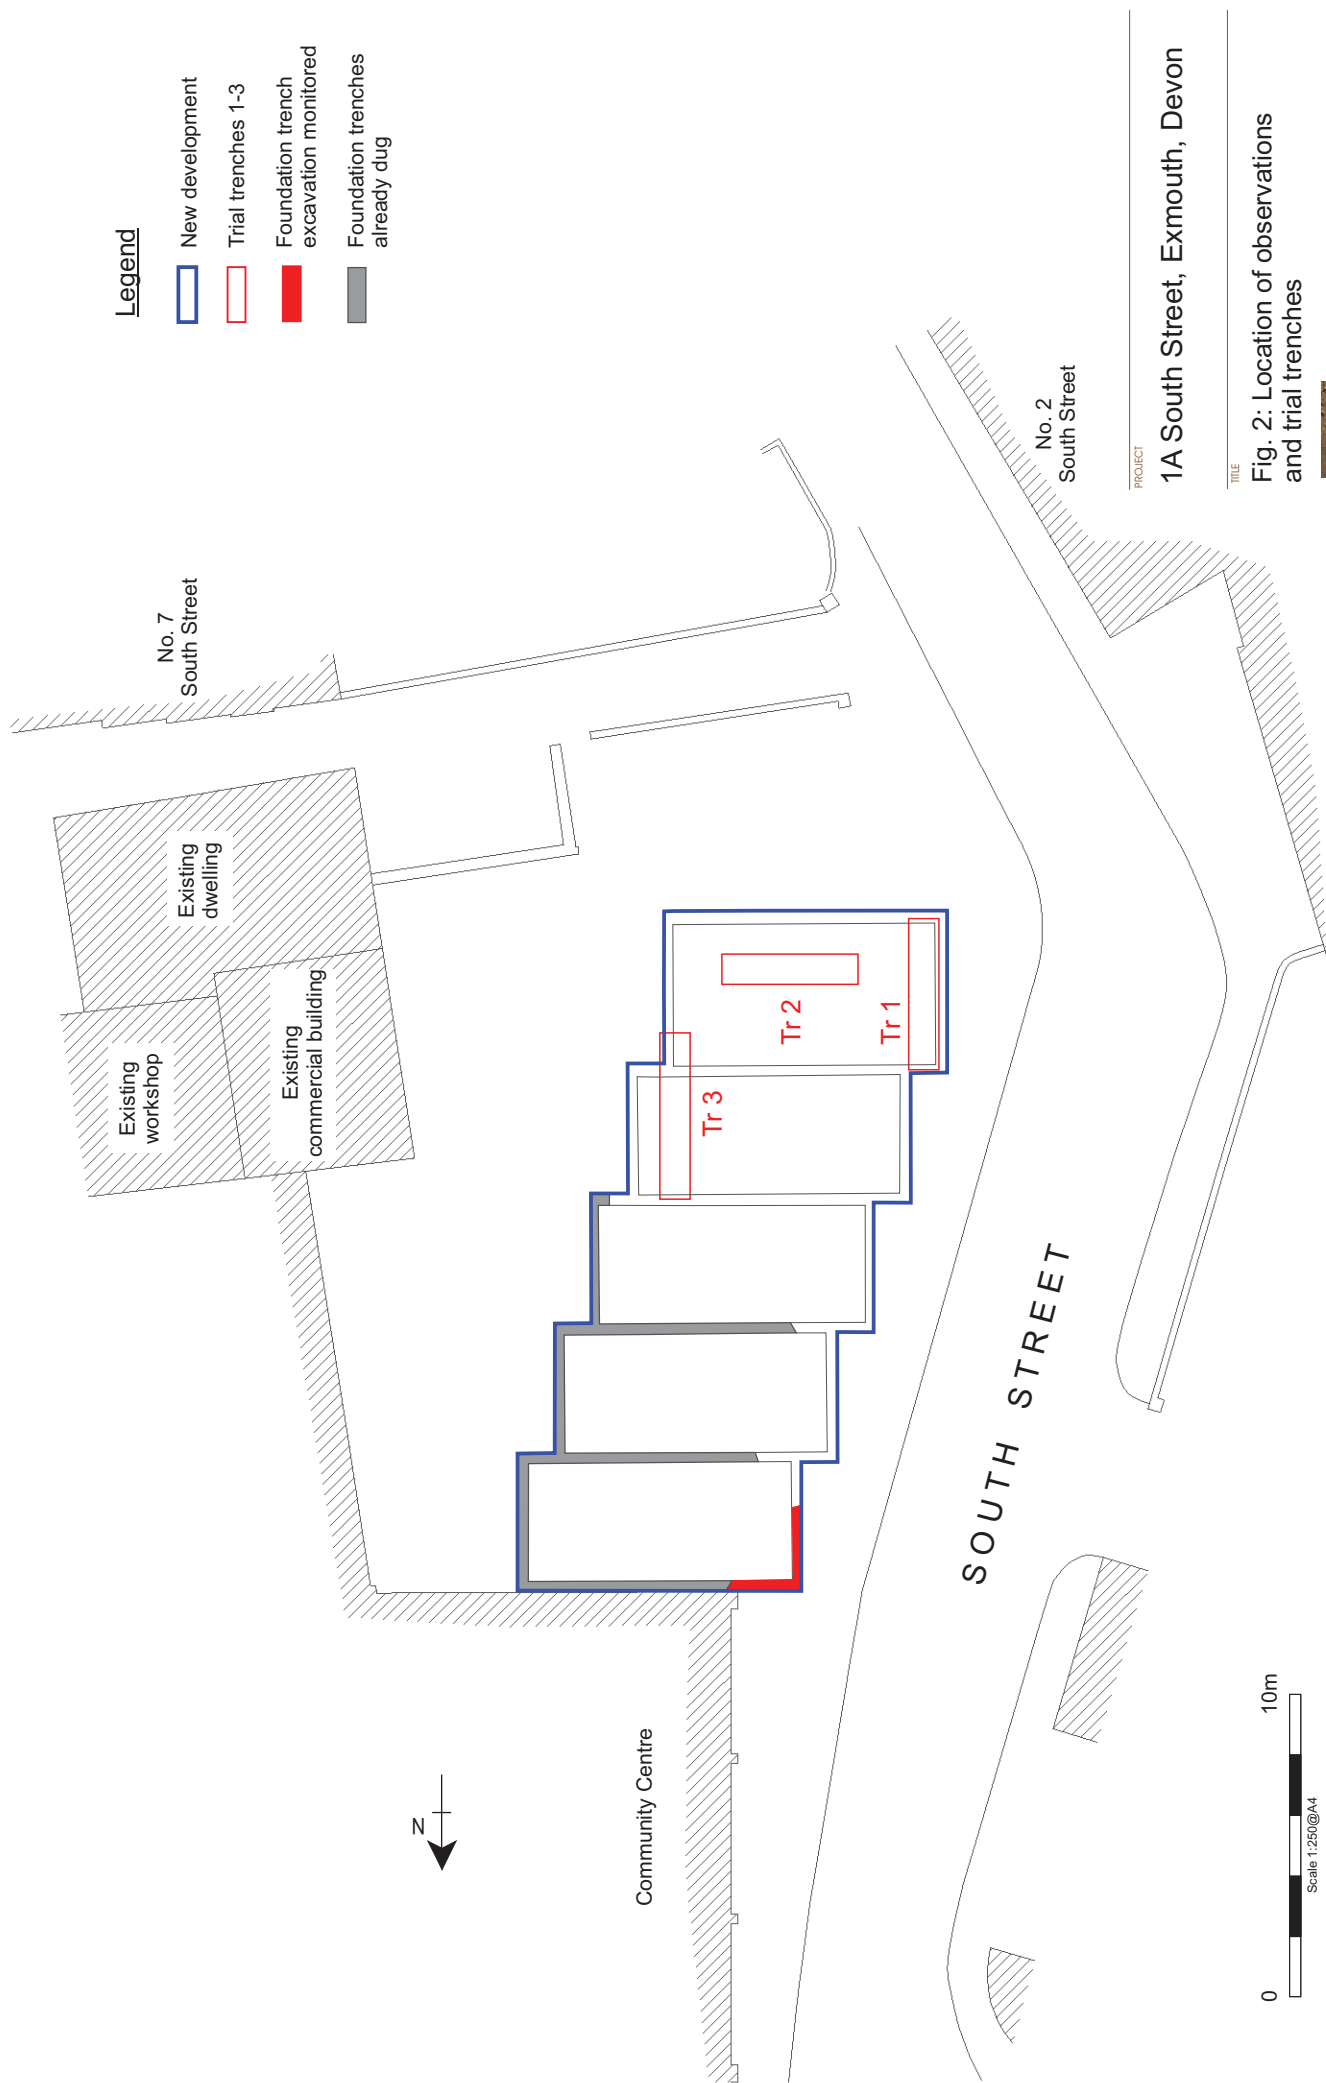 Legend
New development
Trial trenches 1-3
Foundation trench
excavation monitored
Foundation trenches
already dug
No. 7
South Street
Existing
dwelling
Existing
workshop
Existing
commercial building
Tr 1
Tr 2
Tr 3
No. 2
South Street
SOUTH STREET
Community Centre
N
0
10m
Scale 1:250@A4
PROJECT
1A South Street, Exmouth, Devon
TITLE
Fig. 2: Location of observations
and trial trenches